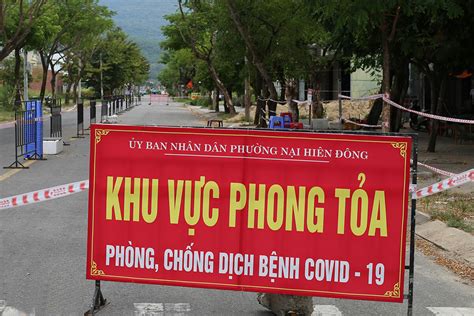 ỦY BAN NHÂN DÂN PHƯỜNG NẠI HIÊN ĐÔNG
KHU VỰC PHONG TỎA
PHÒNG, CHỐNG DỊCH BỆNH COVID - 19